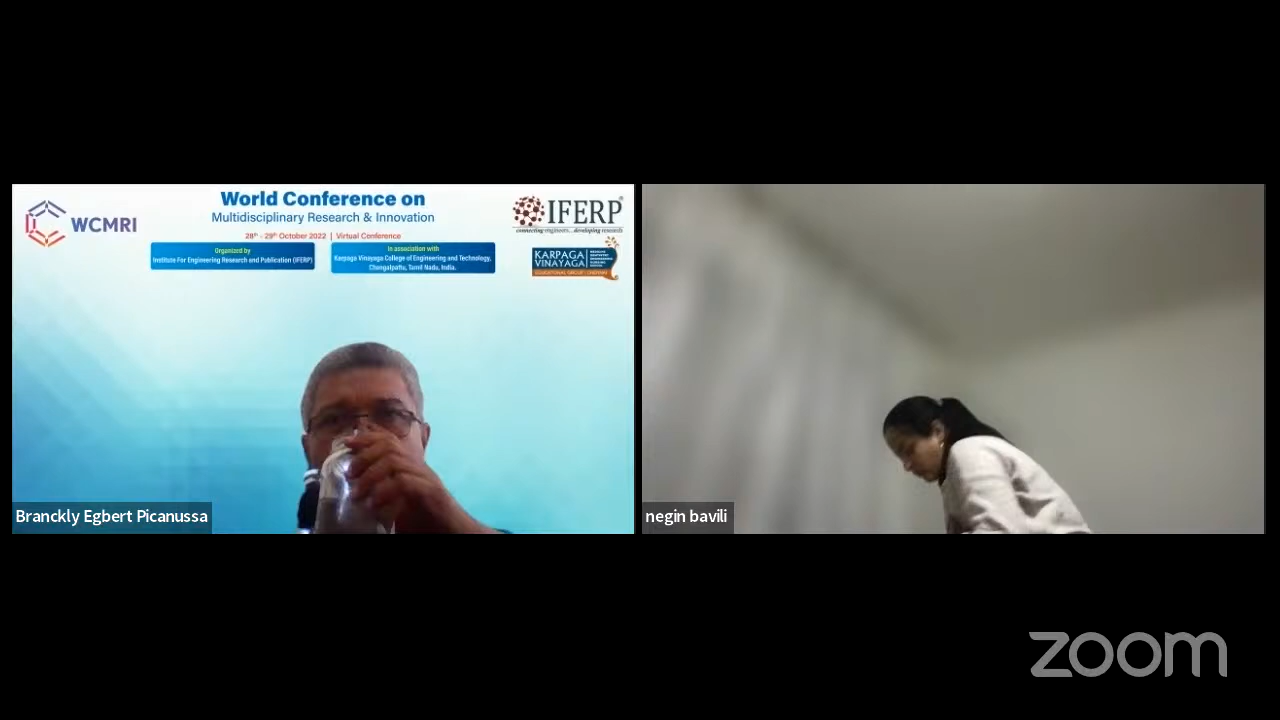 World Conference on
Multidisciplinary Research & Innovation
28th - 29th October 2022 | Virtual Conference
WCMRI
Organized by
Institute For Engineering Research and Publication (IFERP)
In association with
Karpaga Vinayaga College of Engineering and Technology,
Chengalpattu, Tamil Nadu, India.
IFERP
connecting engineers...developing research
KARPAGA
VINAYAGA
EDUCATIONAL GROUP | CHENNAI
Branckly Egbert Picanussa
negin bavili
zoom